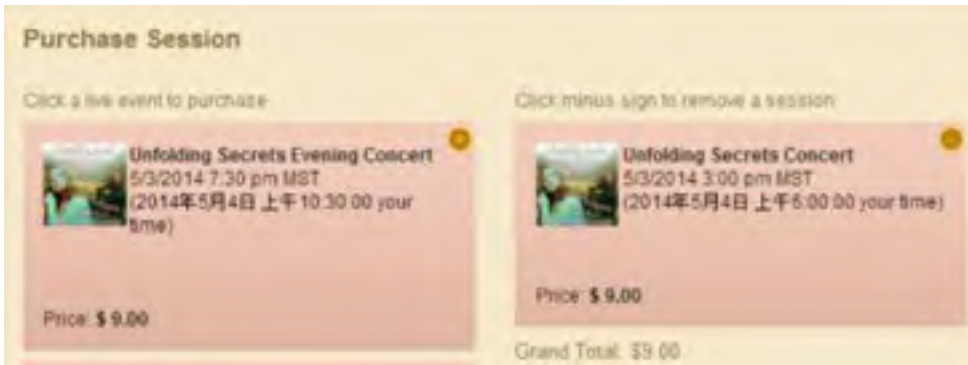 Purchase Session
Click a live event to purchase
Unfolding Secrets Evening Concert
5/3/2014 7:30 pm MST
(2014年5月4日 上午10:30:00 your
time)
Price: $ 9.00
Click minus sign to remove a session
Unfolding Secrets Concert
5/3/2014 3:00 pm MST
(2014年5月4日 上午6:00:00 your time)
Price: $ 9.00
Grand Total: $9.00